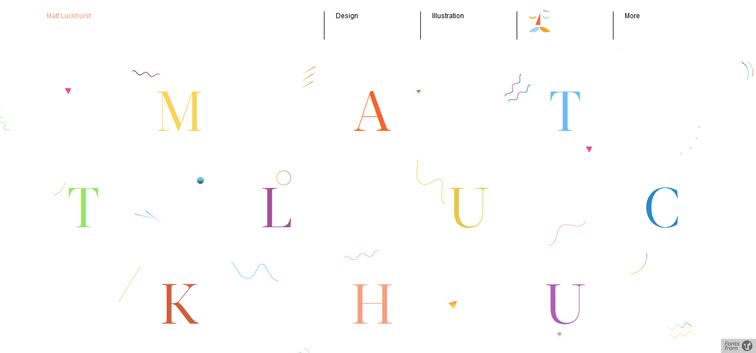 Matt Luckhurst
Design
Illustration
More
M A T
T L U C
K H U
Fonts
from